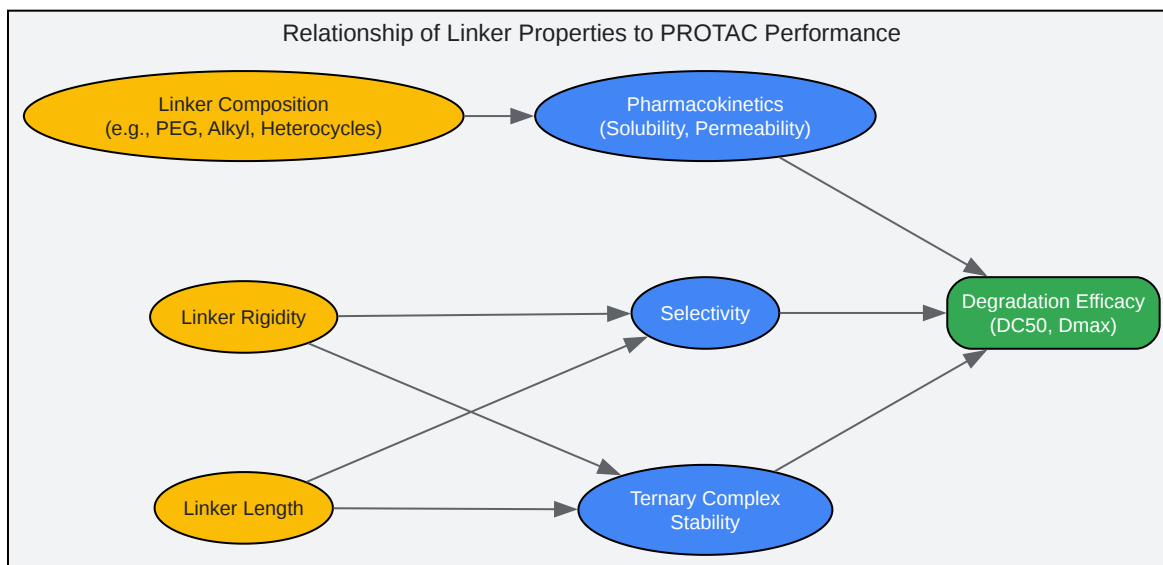 Relationship of Linker Properties to PROTAC Performance
Linker Composition
(e.g., PEG, Alkyl, Heterocycles)
Pharmacokinetics
(Solubility, Permeability)
Linker Rigidity
Selectivity
Degradation Efficacy
(DC50, Dmax)
Linker Length
Ternary Complex
Stability